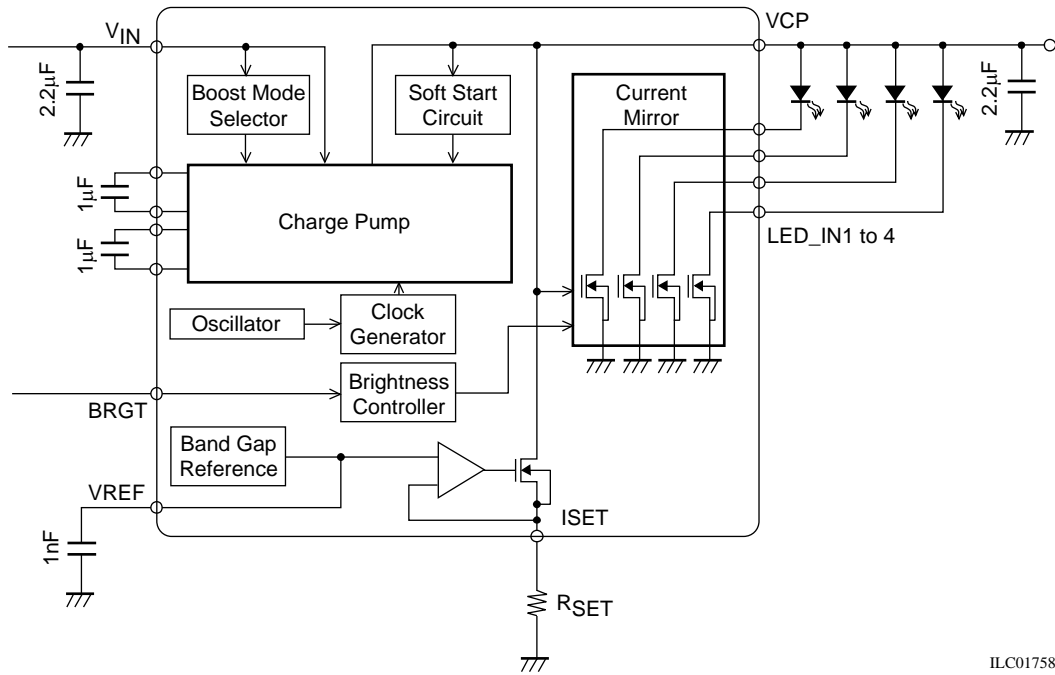 VIN
VCP
2.2μF
Boost Mode
Selector
Soft Start
Circuit
Current
Mirror
2.2μF
1μF
1μF
Charge Pump
LED_IN1 to 4
Oscillator
Clock
Generator
BRGT
Brightness
Controller
Band Gap
Reference
VREF
ISET
1nF
RSET
ILC01758